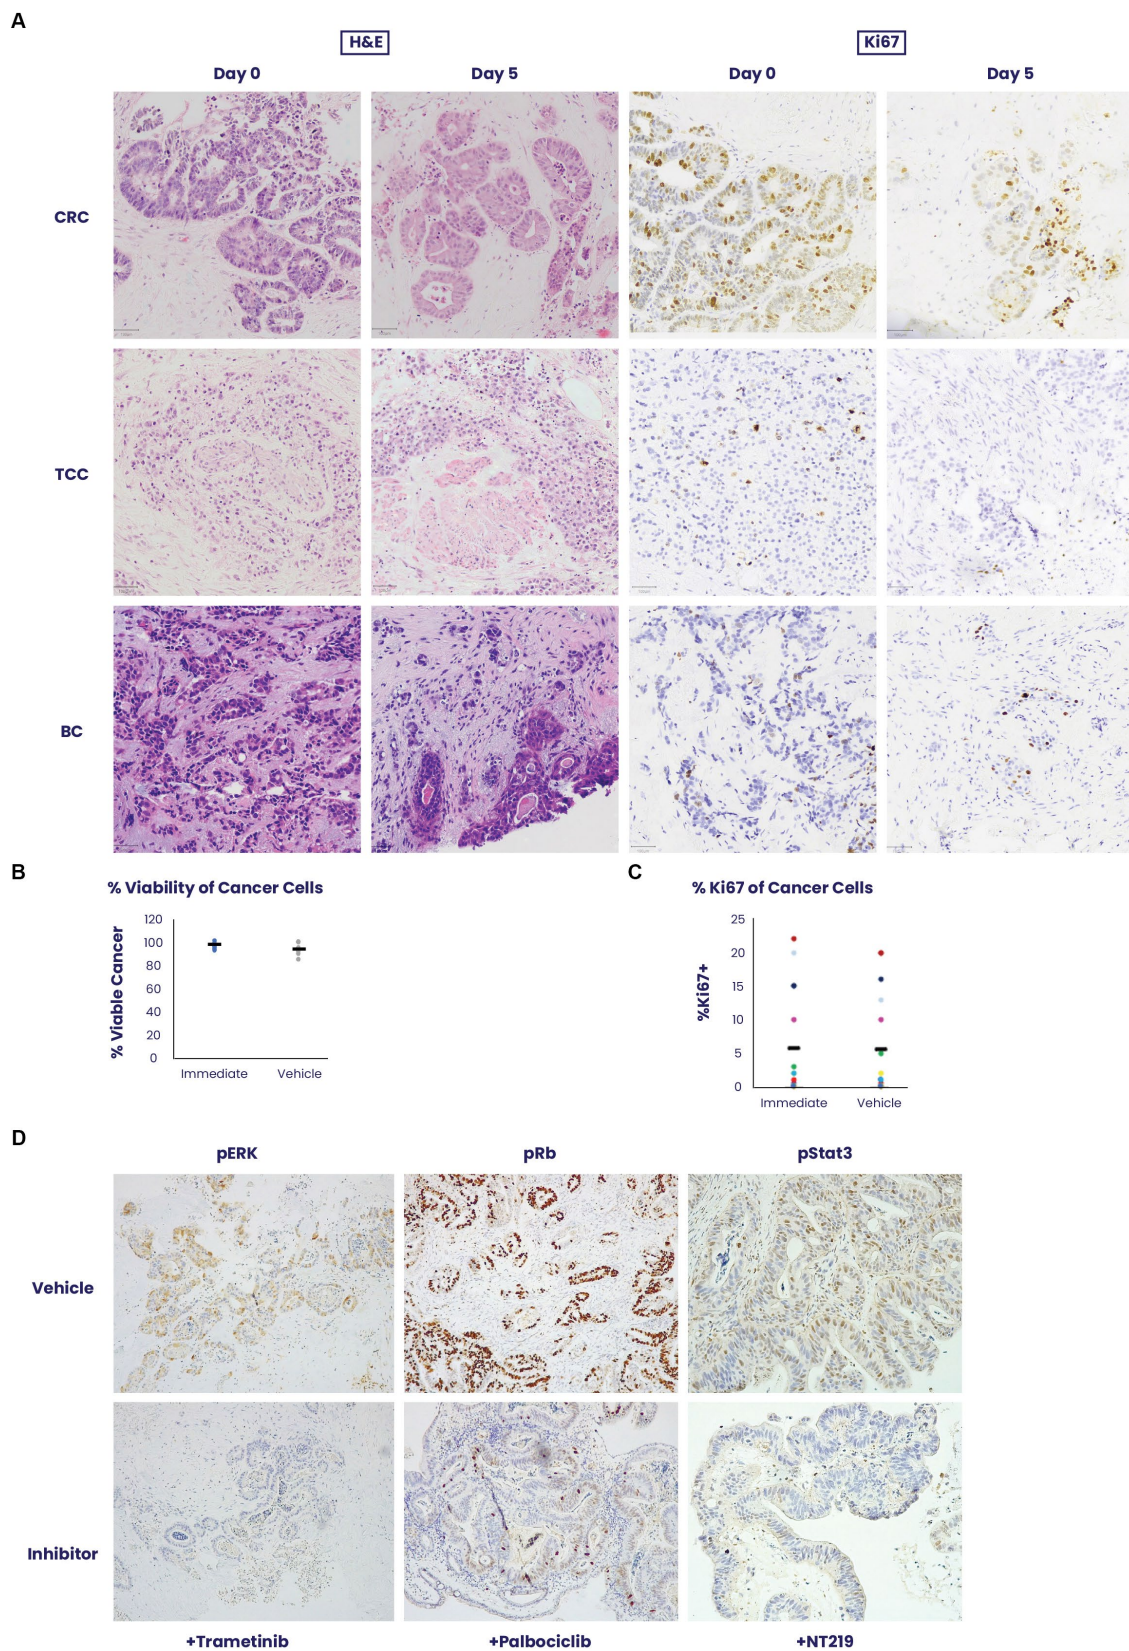 A
H&E
Ki67
Day 0
Day 5
Day 0
Day 5
CRC
TCC
BC
B
% Viability of Cancer Cells
% Viable Cancer
120
100
80
60
40
20
0
Immediate
Vehicle
C
% Ki67 of Cancer Cells
%Ki67+
25
20
15
10
5
0
Immediate
Vehicle
D
pERK
pRb
pStat3
Vehicle
Inhibitor
+Trametinib
+Palbociclib
+NT219